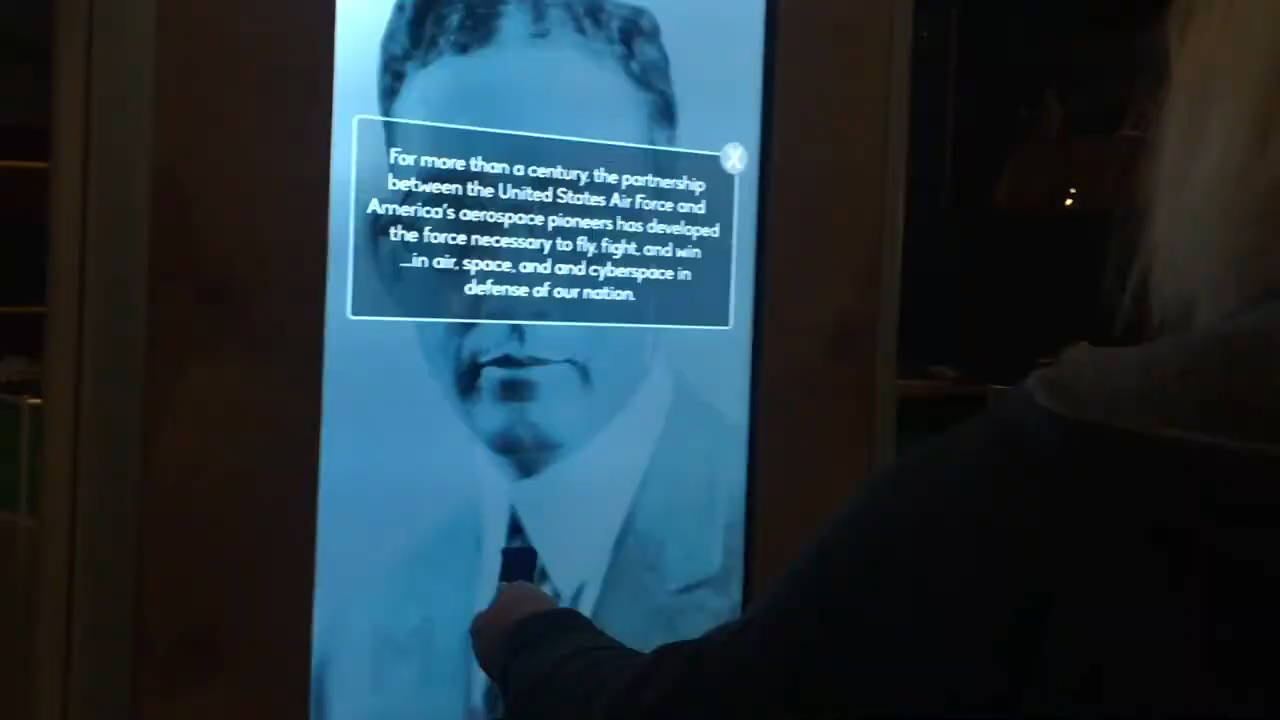 For more than a century, the partnership
between the United States Air Force and
America's aerospace pioneers has developed
the force necessary to fly, fight, and win
...in air, space, and and cyberspace in
defense of our nation.
X